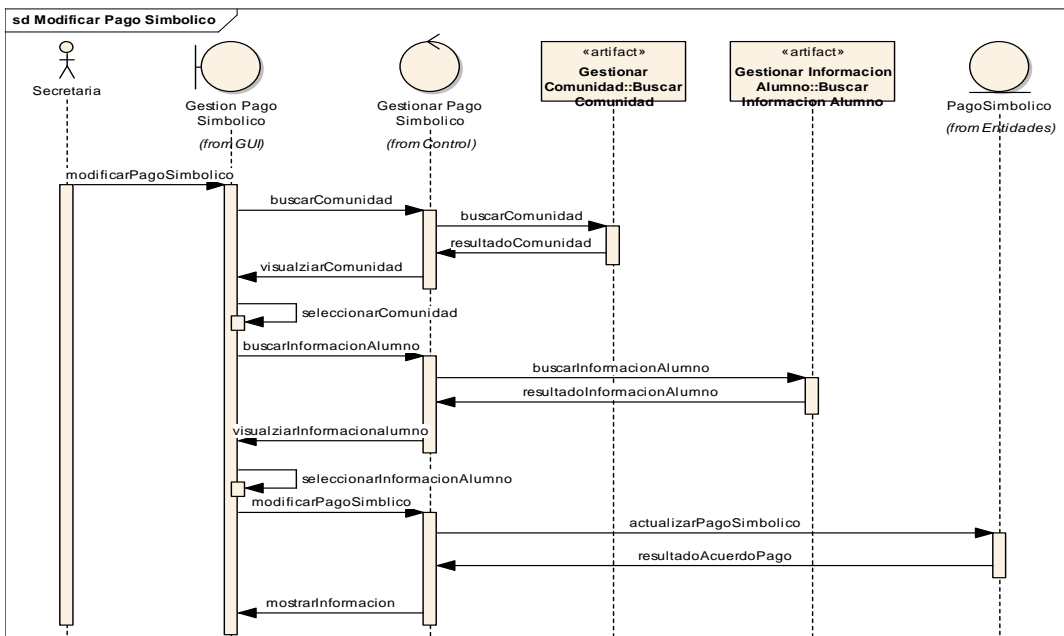 sd Modificar Pago Simbolico
Secretaria
Gestion Pago
Simbolico
(from GUI)
Gestionar Pago
Simbolico
(from Control)
«artifact»
Gestionar
Comunidad::Buscar
Comunidad
«artifact»
Gestionar Informacion
Alumno::Buscar
Informacion Alumno
PagoSimbolico
(from Entidades)
modificarPagoSimbolico
buscarComunidad
buscarComunidad
resultadoComunidad
visualziarComunidad
seleccionarComunidad
buscarInformacionAlumno
buscarInformacionAlumno
resultadoInformacionAlumno
visualziarInformacionalumno
seleccionarInformacionAlumno
modificarPagoSimblico
actualizarPagoSimbolico
resultadoAcuerdoPago
mostrarInformacion